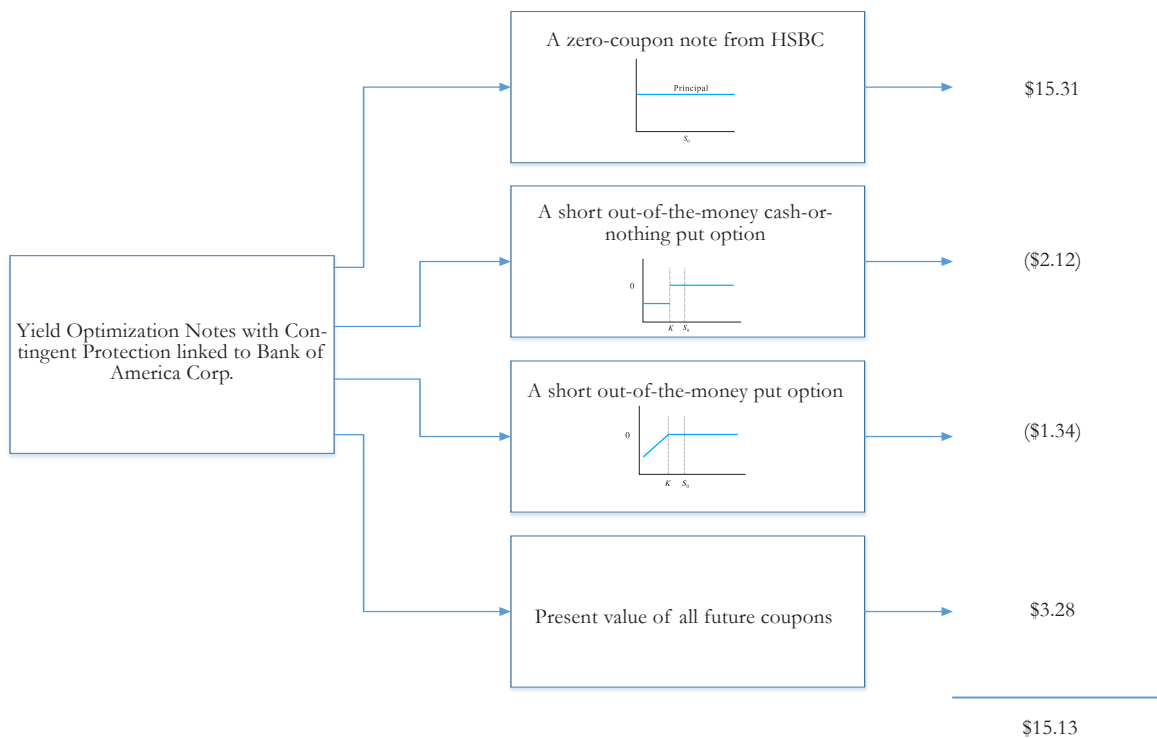 A zero-coupon note from HSBC
Principal
S0
$15.31
A short out-of-the-money cash-or-
nothing put option
0
K S0
($2.12)
Yield Optimization Notes with Con-
tingent Protection linked to Bank of
America Corp.
A short out-of-the-money put option
0
K S0
($1.34)
Present value of all future coupons
$3.28
$15.13